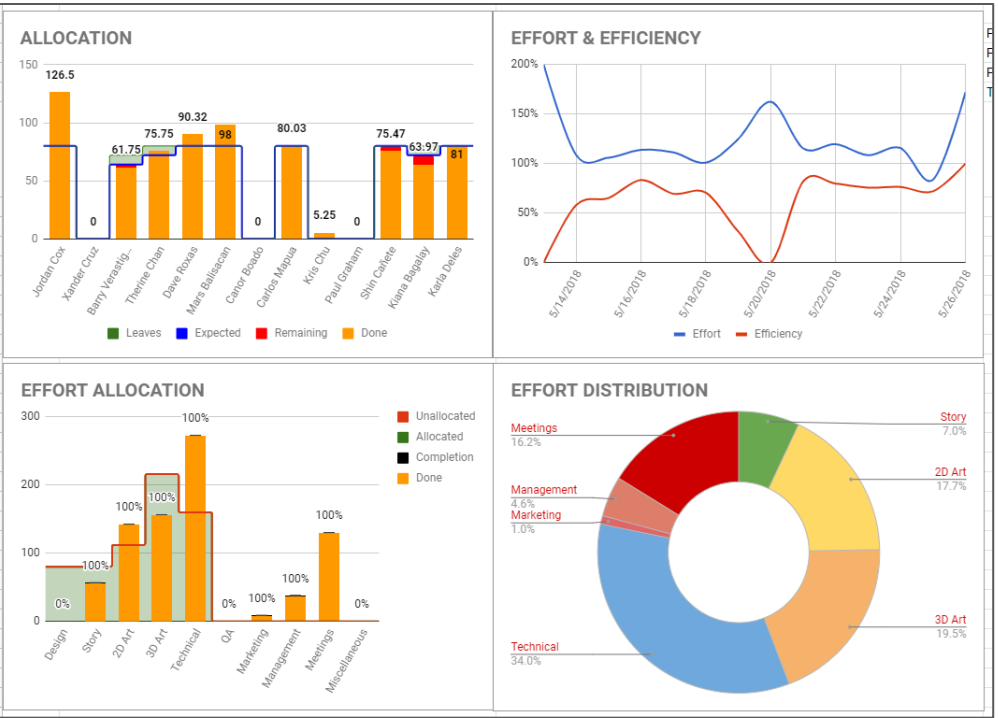 ALLOCATION
150
126.5
100
61.75
75.75
90.32
98
80.03
75.47
63.97
81
50
0
0
5.25
0
0
Jordan Cox
Xander Cruz
Barry Verastig...
Therine Chan
Dave Roxas
Mars Balisacan
Canor Boado
Carlos Mapua
Kris Chu
Paul Graham
Shin Cañete
Kiana Bagalay
Karla Deles
Leaves Expected Remaining Done
EFFORT & EFFICIENCY
200%
150%
100%
50%
0%
5/14/2018
5/16/2018
5/18/2018
5/20/2018
5/22/2018
5/24/2018
5/26/2018
Effort Efficiency
EFFORT ALLOCATION
300
200
100
0
0%
100%
100%
100%
100%
0%
100%
100%
100%
0%
Design
Story
2D Art
3D Art
Technical
QA
Marketing
Management
Meetings
Miscellaneous
Unallocated
Allocated
Completion
Done
EFFORT DISTRIBUTION
Meetings
16.2%
Management
4.6%
Marketing
1.0%
Technical
34.0%
Story
7.0%
2D Art
17.7%
3D Art
19.5%